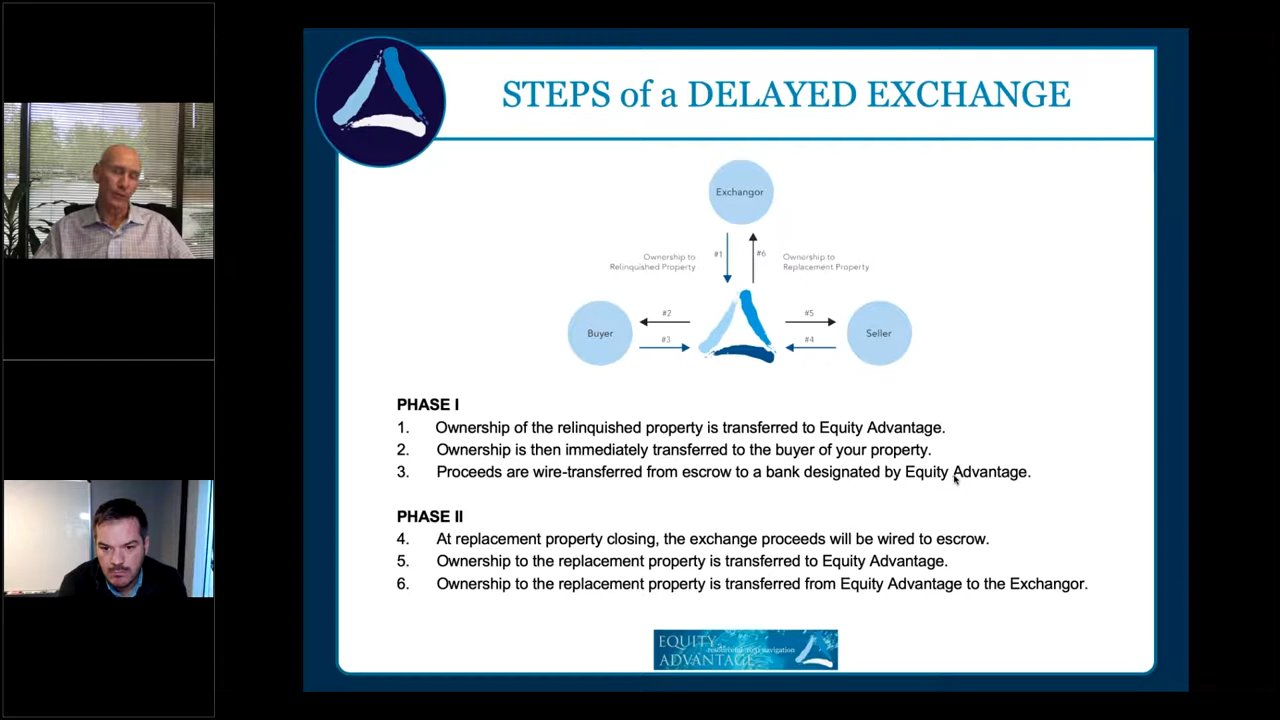 STEPS of a DELAYED EXCHANGE
Exchangor
Ownership to
Relinquished Property
#1
#6
Ownership to
Replacement Property
Buyer
#2
#3
#5
#4
Seller
PHASE I
1. Ownership of the relinquished property is transferred to Equity Advantage.
2. Ownership is then immediately transferred to the buyer of your property.
3. Proceeds are wire-transferred from escrow to a bank designated by Equity Advantage.
PHASE II
4. At replacement property closing, the exchange proceeds will be wired to escrow.
5. Ownership to the replacement property is transferred to Equity Advantage.
6. Ownership to the replacement property is transferred from Equity Advantage to the Exchangor.
EQUITY
navigation
ADVANTAGE